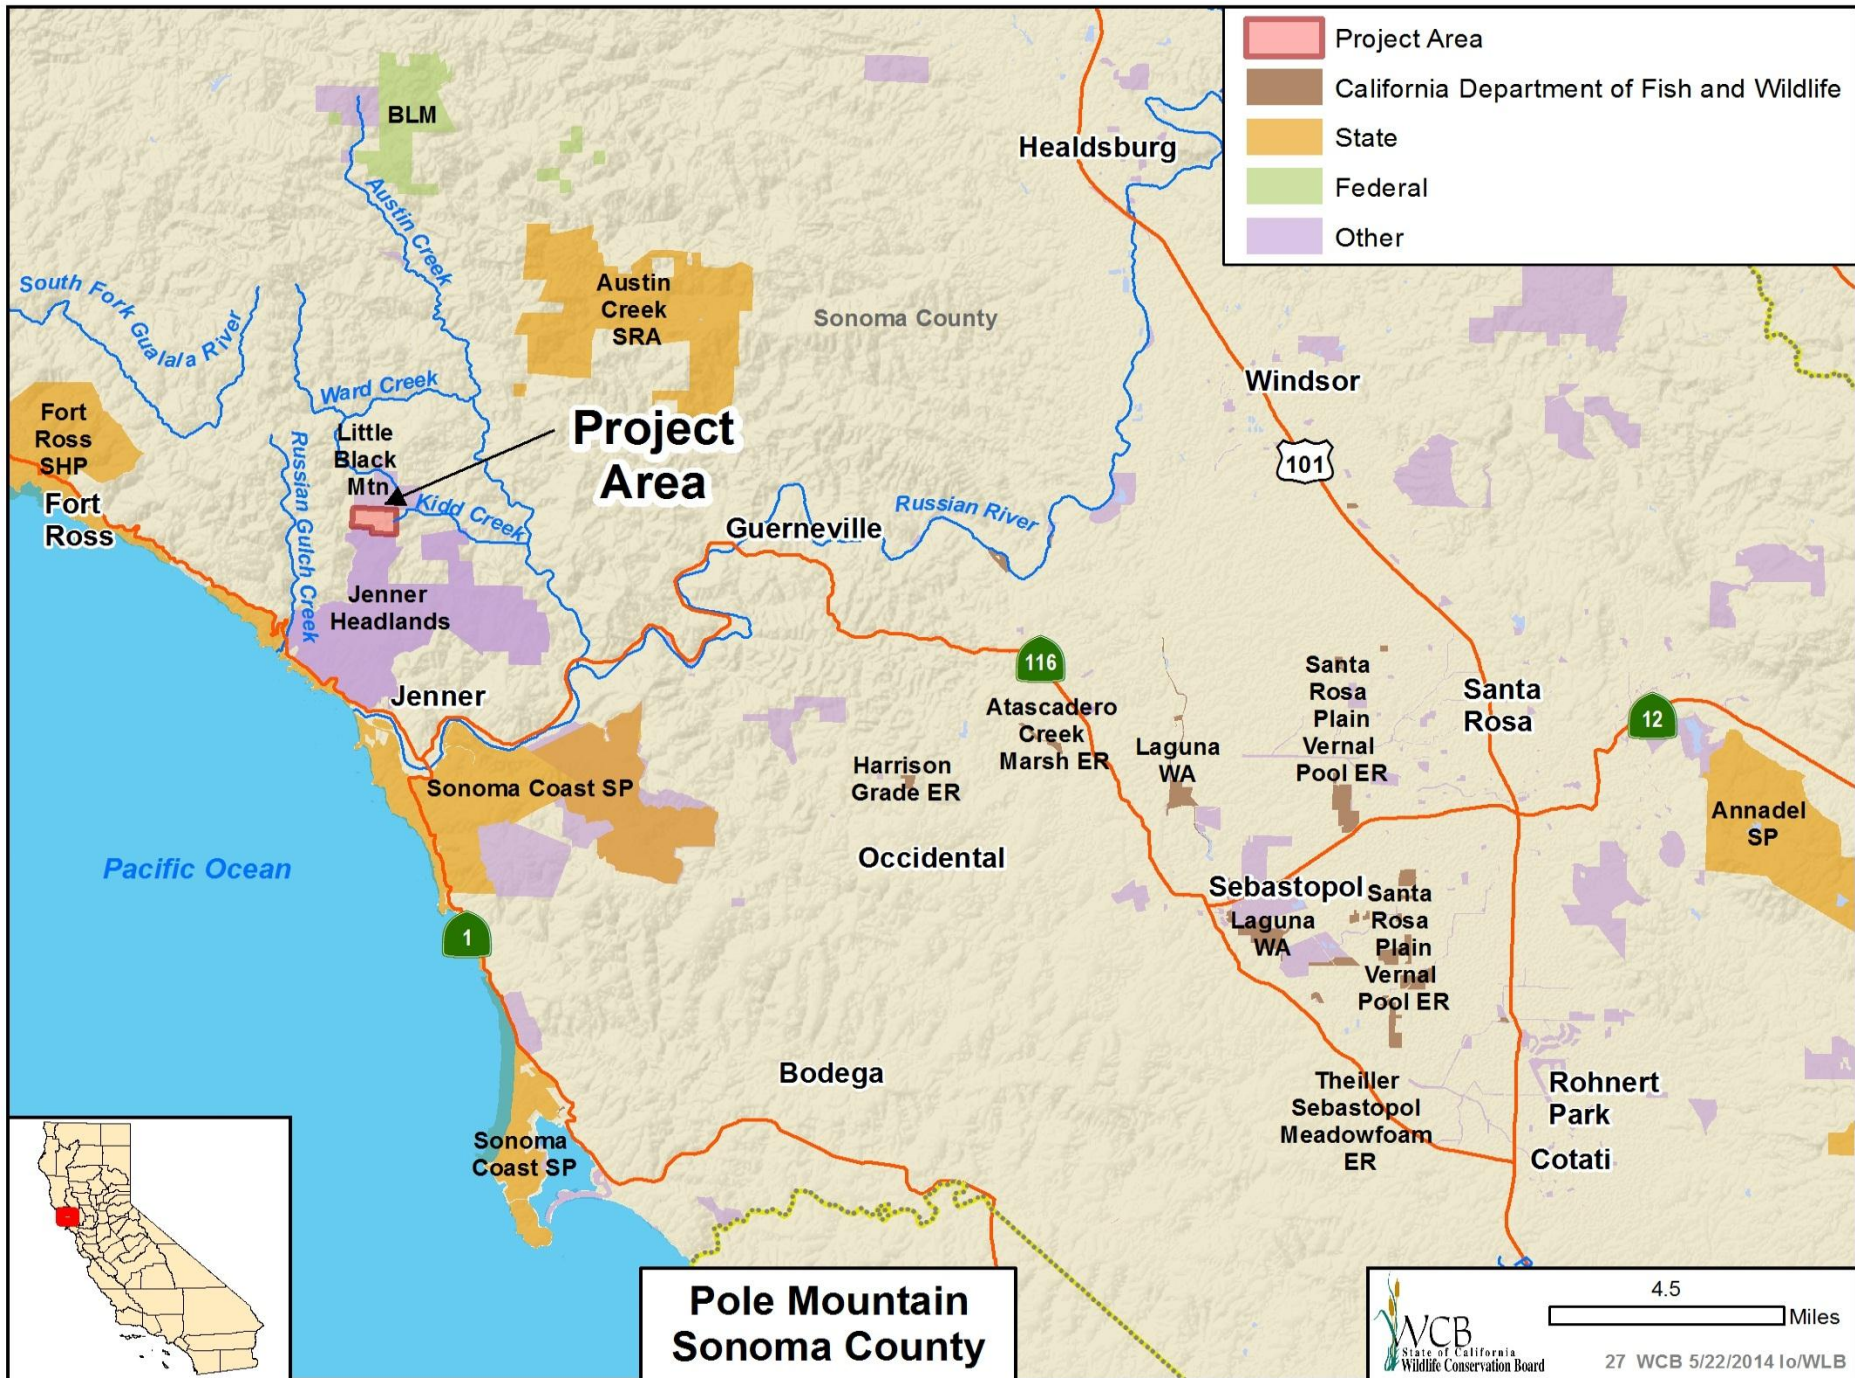 Project Area
California Department of Fish and Wildlife
State
Federal
Other
BLM
Healdsburg
Austin Creek
Austin
Creek
SRA
Sonoma County
South Fork Gualala River
Ward Creek
Windsor
Fort
Ross
SHP
Little
Black
Mtn
Project
Area
101
Fort
Ross
Russian Gulch Creek
Kidd Creek
Guerneville
Russian River
Jenner
Headlands
Jenner
116
Santa
Rosa
Plain
Vernal
Pool ER
Santa
Rosa
12
Atascadero
Creek
Marsh ER
Laguna
WA
Harrison
Grade ER
Sonoma Coast SP
Annadel
SP
Pacific Ocean
Occidental
Sebastopol
Laguna
WA
Santa
Rosa
Plain
Vernal
Pool ER
1
Bodega
Theiller
Sebastopol
Meadowfoam
ER
Rohnert
Park
Cotati
Sonoma
Coast SP
Pole Mountain
Sonoma County
4.5
Miles
WCB
State of California
Wildlife Conservation Board
27 WCB 5/22/2014 lo/WLB